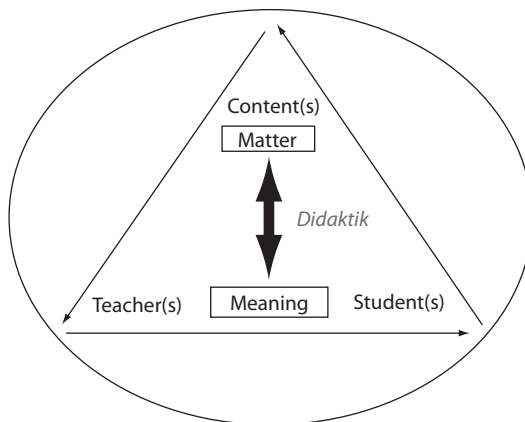 Content(s)
Matter
Didaktik
Teacher(s)
Meaning
Student(s)